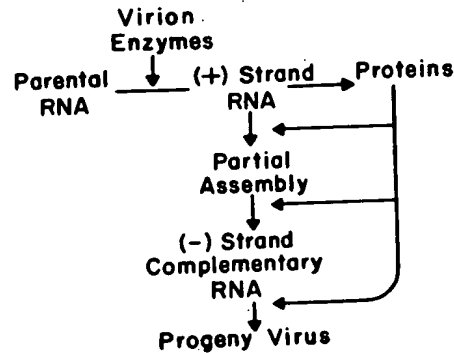 Virion
Enzymes
Parental
RNA
(+) Strand
RNA
Proteins
Partial
Assembly
(-) Strand
Complementary
RNA
Progeny Virus